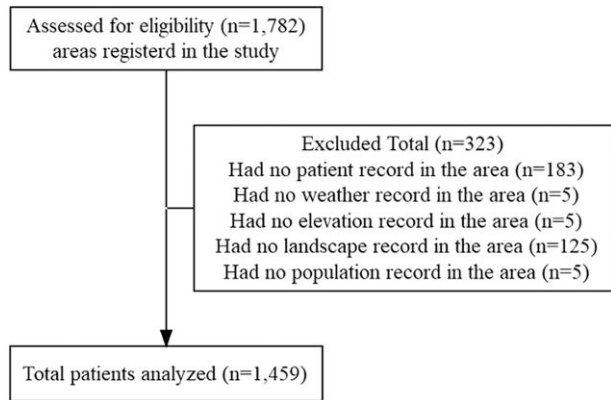 Assessed for eligibility (n=1,782)
areas registerd in the study
Excluded Total (n=323)
Had no patient record in the area (n=183)
Had no weather record in the area (n=5)
Had no elevation record in the area (n=5)
Had no landscape record in the area (n=125)
Had no population record in the area (n=5)
Total patients analyzed (n=1,459)